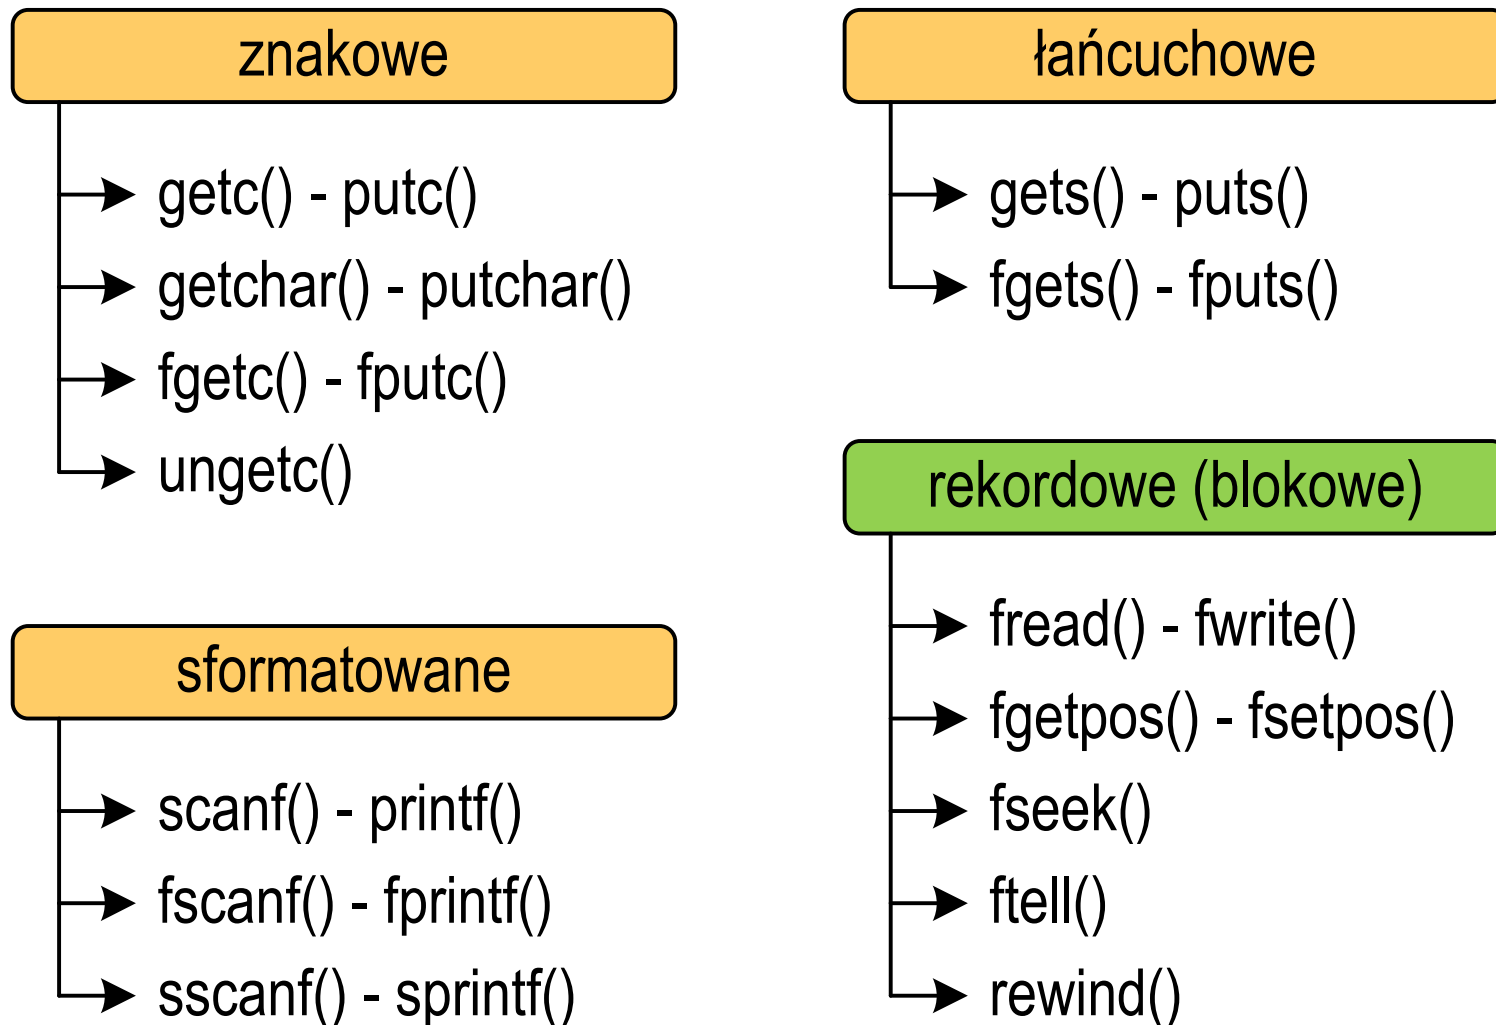 znakowe
getc() - putc()
getchar() - putchar()
fgetc() - fputc()
ungetc()
sformatowane
scanf() - printf()
fscanf() - fprintf()
sscanf() - sprintf()
łańcuchowe
gets() - puts()
fgets() - fputs()
rekordowe (blokowe)
fread() - fwrite()
fgetpos() - fsetpos()
fseek()
ftell()
rewind()